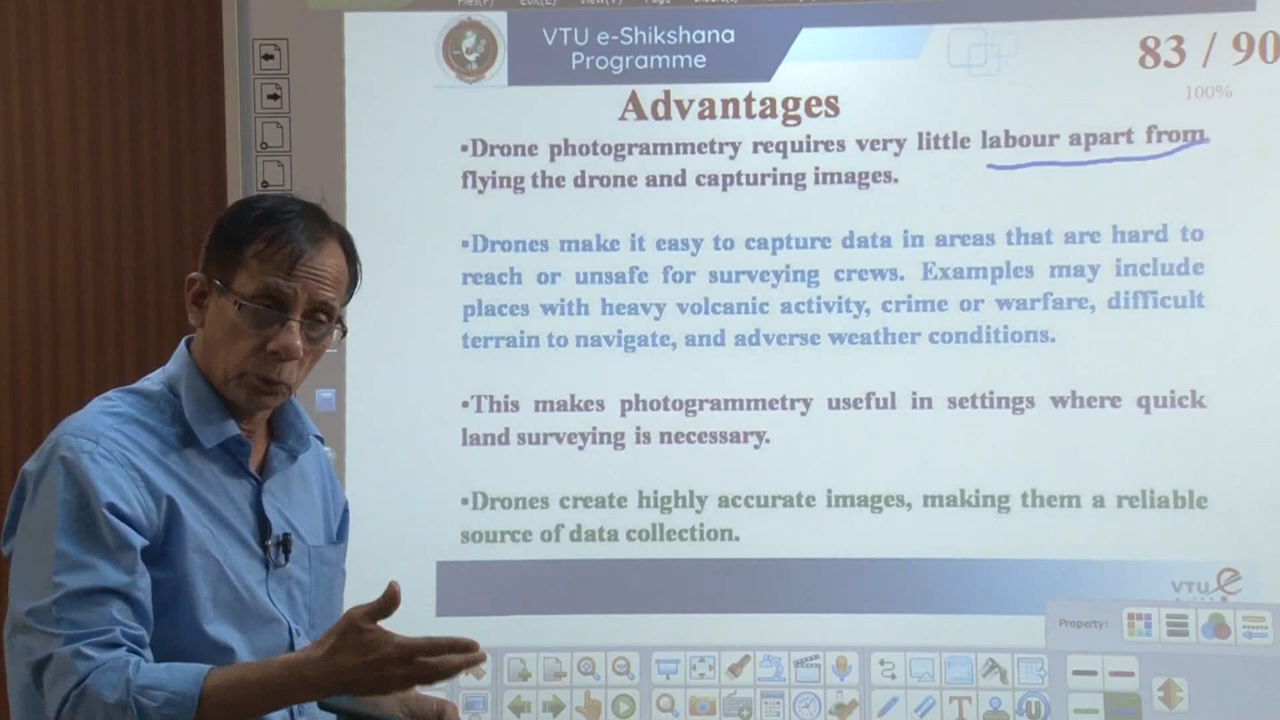 File(F) Edit(E) View(V) Page
VTU e-Shikshana
Programme
83 / 90
100%
Advantages
▪Drone photogrammetry requires very little labour apart from
flying the drone and capturing images.
▪Drones make it easy to capture data in areas that are hard to
reach or unsafe for surveying crews. Examples may include
places with heavy volcanic activity, crime or warfare, difficult
terrain to navigate, and adverse weather conditions.
▪This makes photogrammetry useful in settings where quick
land surveying is necessary.
▪Drones create highly accurate images, making them a reliable
source of data collection.
VTU e
Property: